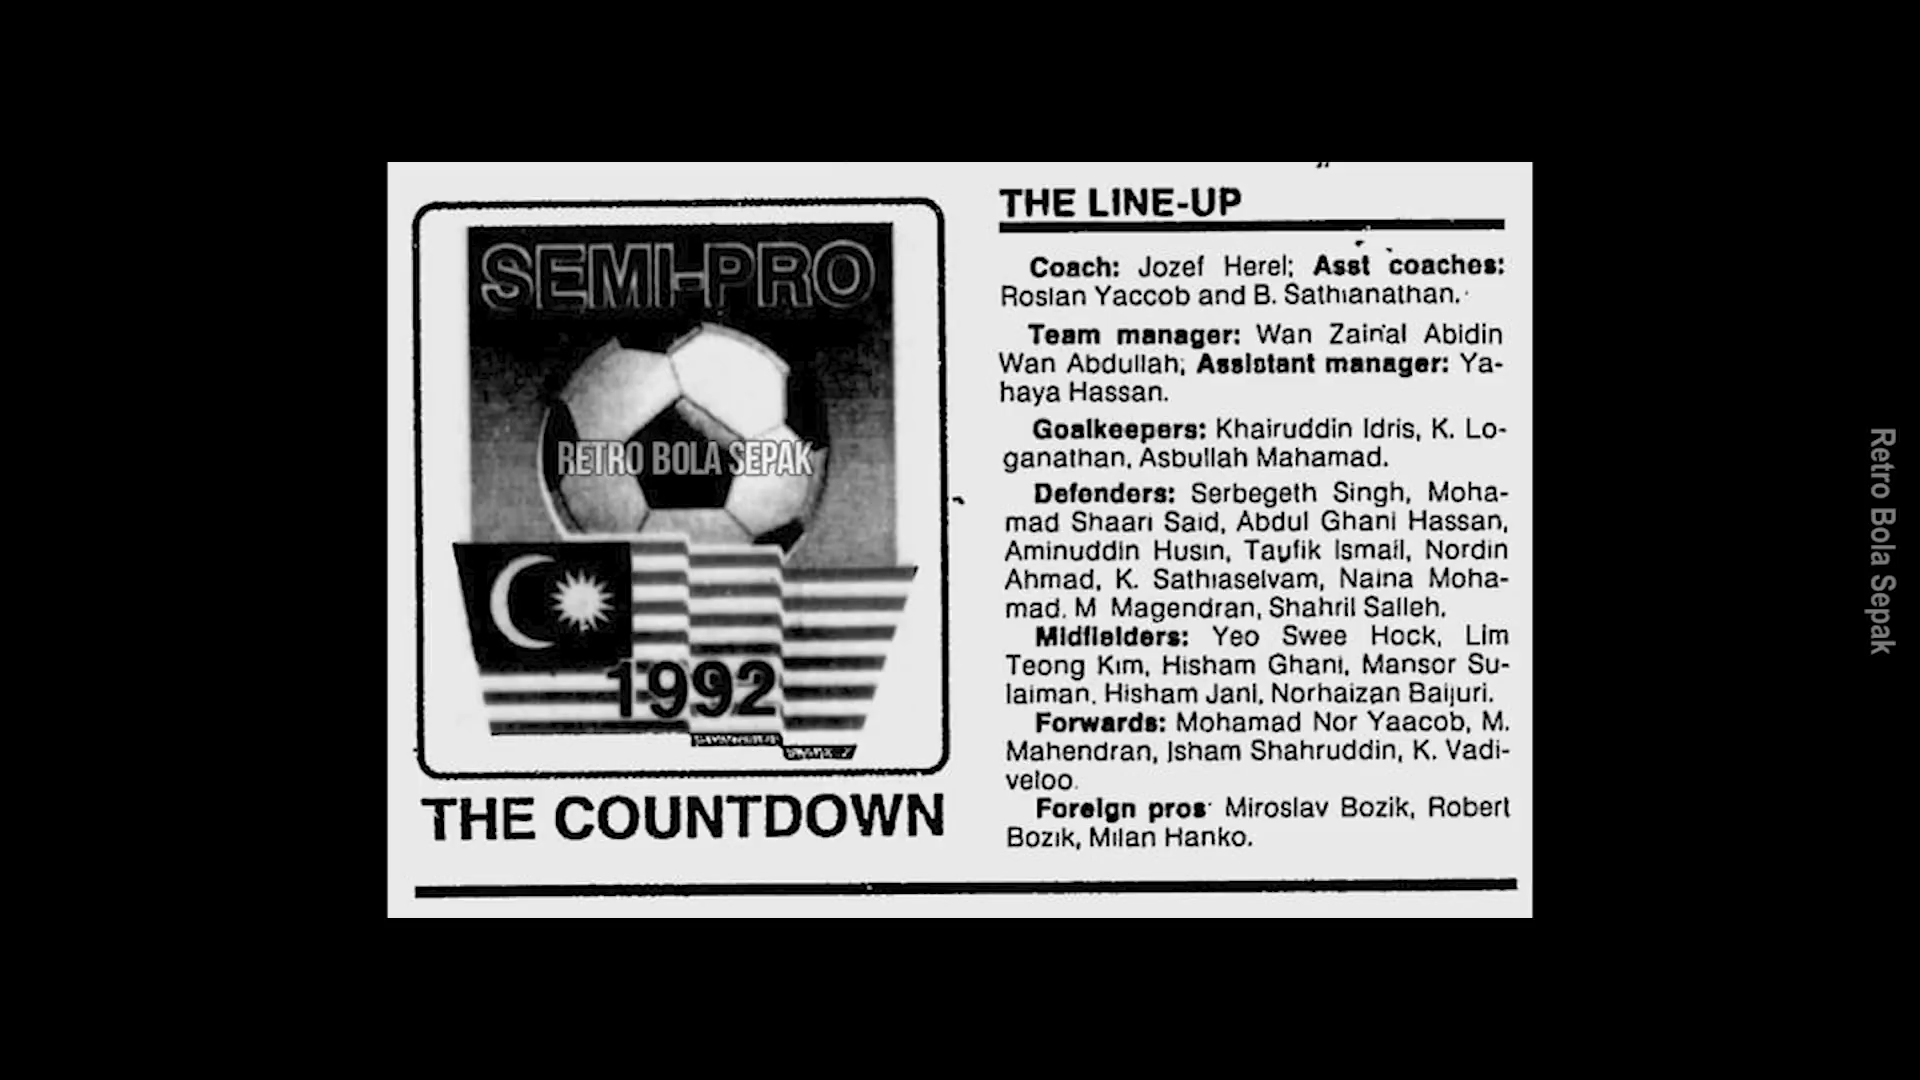 SEMI-PRO
RETRO BOLA SEPAK
1992
THE COUNTDOWN
THE LINE-UP
Coach: Jozef Herel; Asst coaches:
Roslan Yaccob and B. Sathianathan.
Team manager: Wan Zainal Abidin
Wan Abdullah; Assistant manager: Ya-
haya Hassan.
Goalkeepers: Khairuddin Idris, K. Lo-
ganathan, Asbullah Mahamad.
Defenders: Serbegeth Singh, Moha-
mad Shaari Said, Abdul Ghani Hassan,
Aminuddin Husin, Taufik Ismail, Nordin
Ahmad, K. Sathiaselvam, Naina Moha-
mad, M Magendran, Shahril Salleh.
Midfielders: Yeo Swee Hock, Lim
Teong Kim, Hisham Ghani, Mansor Su-
laiman, Hisham Jani, Norhaizan Baijuri.
Forwards: Mohamad Nor Yaacob, M.
Mahendran, Isham Shahruddin, K. Vadi-
veloo.
Foreign pros: Miroslav Bozik, Robert
Bozik, Milan Hanko.
Retro Bola Sepak